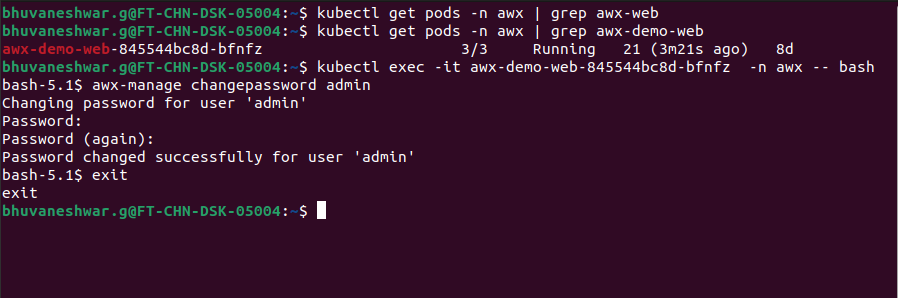 bhuvaneshwar.g@FT-CHN-DSK-05004:~$ kubectl get pods -n awx | grep awx-web
bhuvaneshwar.g@FT-CHN-DSK-05004:~$ kubectl get pods -n awx | grep awx-demo-web
awx-demo-web-845544bc8d-bfnfz                      3/3     Running   21 (3m21s ago)   8d
bhuvaneshwar.g@FT-CHN-DSK-05004:~$ kubectl exec -it awx-demo-web-845544bc8d-bfnfz  -n awx -- bash
bash-5.1$ awx-manage changepassword admin
Changing password for user 'admin'
Password:
Password (again):
Password changed successfully for user 'admin'
bash-5.1$ exit
exit
bhuvaneshwar.g@FT-CHN-DSK-05004:~$